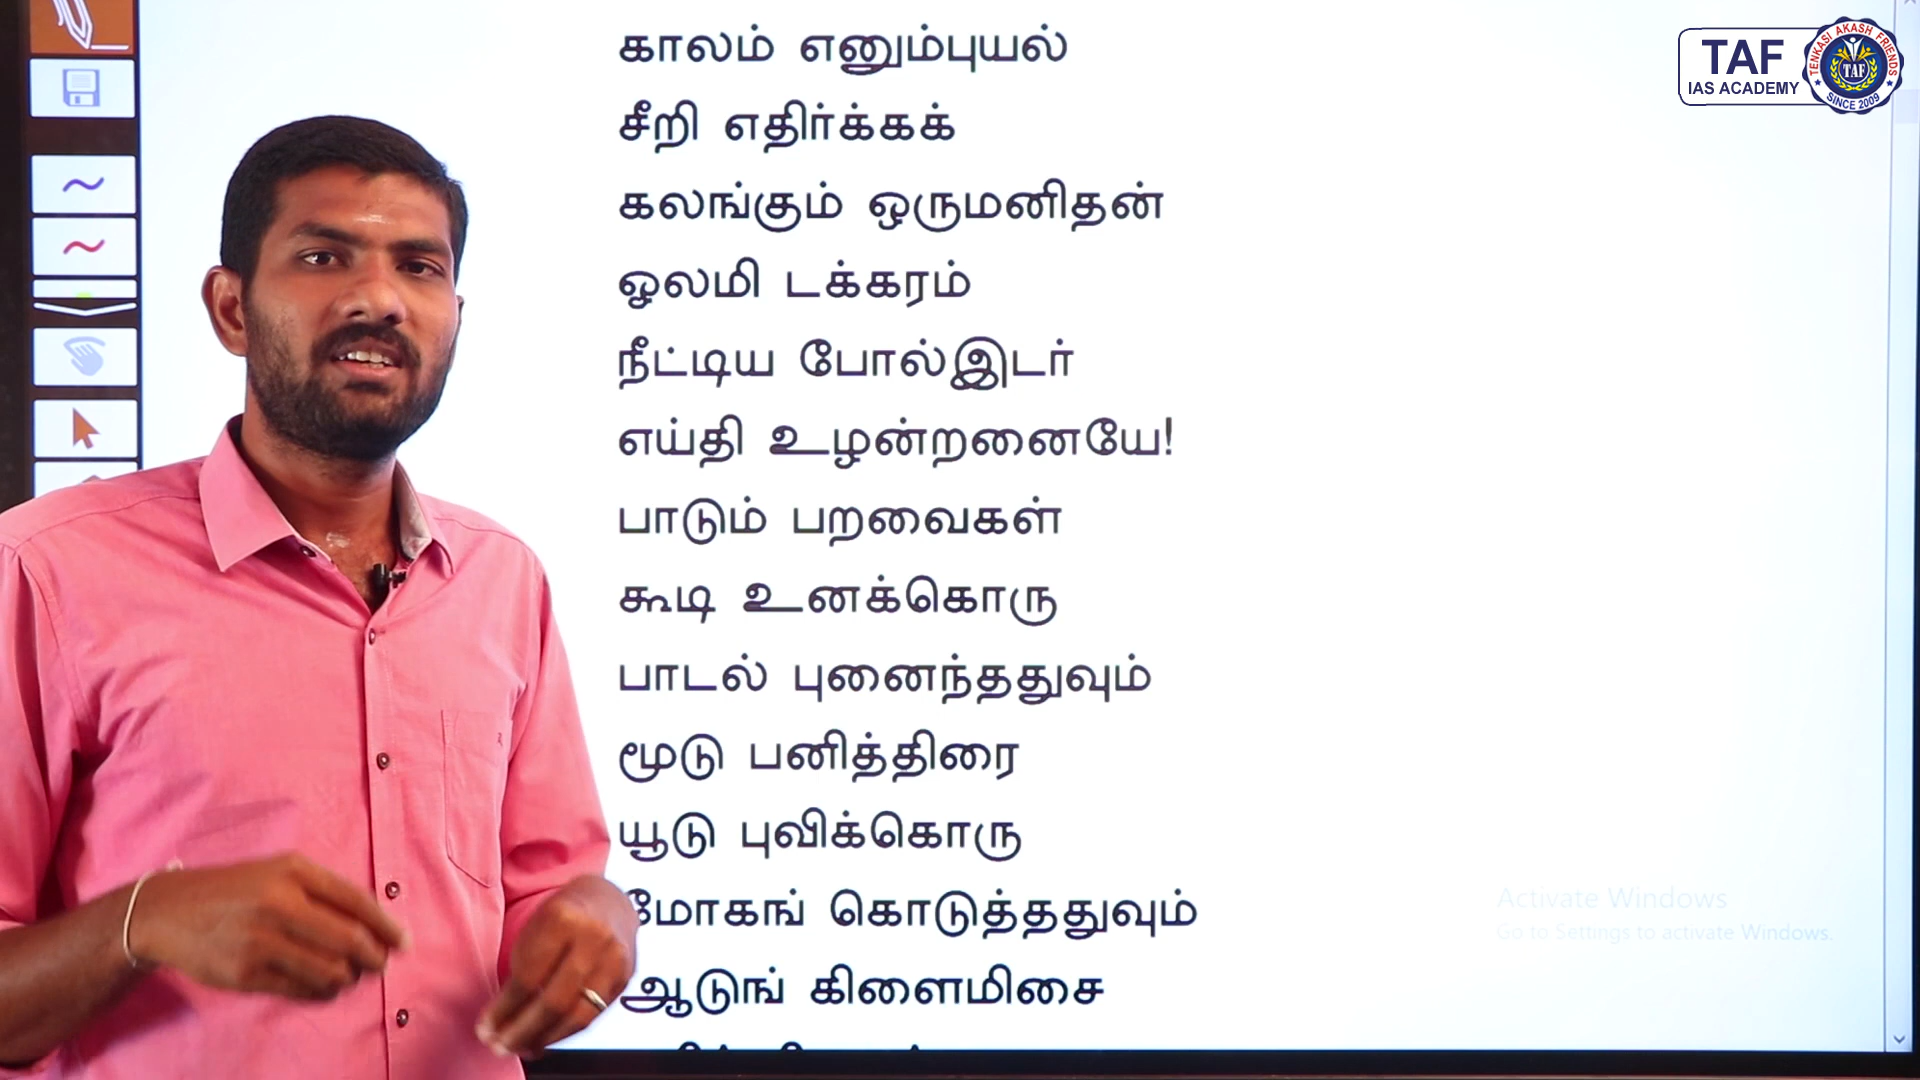 காலம் எனும்புயல்
சீறி எதிர்க்கக்
கலங்கும் ஒருமனிதன்
ஓலமி டக்கரம்
நீட்டிய போல்இடர்
எய்தி உழன்றனையே!
பாடும் பறவைகள்
கூடி உனக்கொரு
பாடல் புனைந்ததுவும்
மூடு பனித்திரை
யூடு புவிக்கொரு
மோகங் கொடுத்ததுவும்
ஆடுங் கிளைமிசை
TAF
IAS ACADEMY
TENKASI AKASH FRIENDS
TAF
SINCE 2009
Activate Windows
Go to Settings to activate Windows.